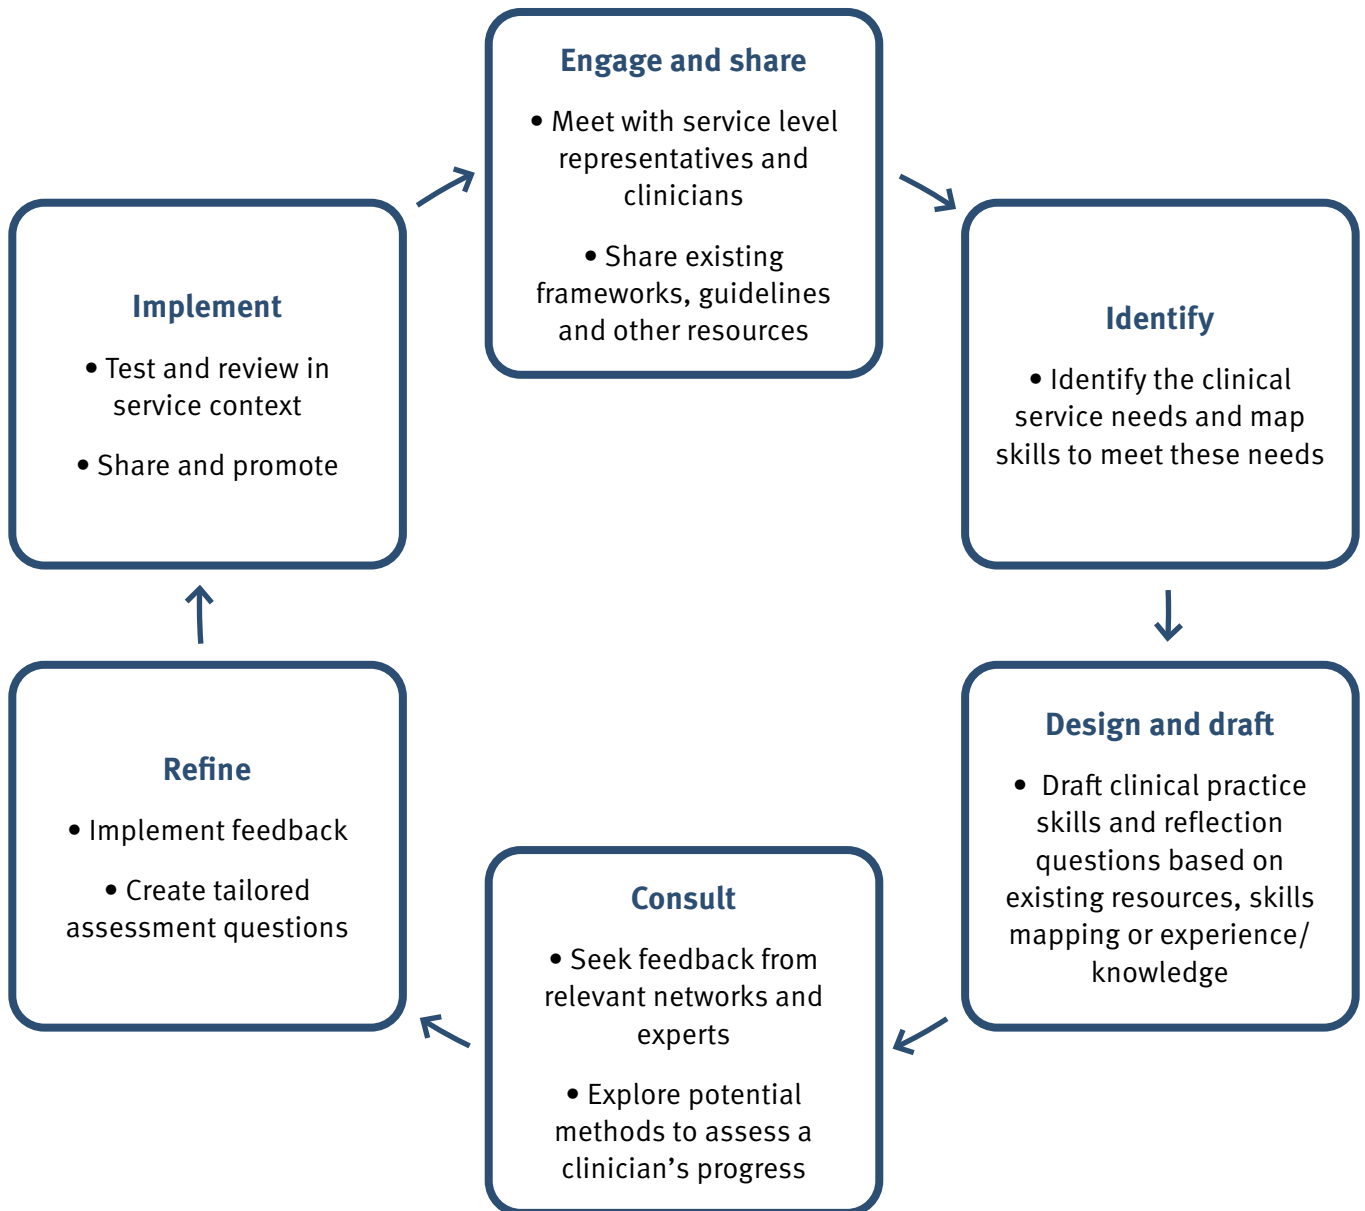 Engage and share
• Meet with service level
representatives and
clinicians
• Share existing
frameworks, guidelines
and other resources
Identify
• Identify the clinical
service needs and map
skills to meet these needs
Design and draft
• Draft clinical practice
skills and reflection
questions based on
existing resources, skills
mapping or experience/
knowledge
Consult
• Seek feedback from
relevant networks and
experts
• Explore potential
methods to assess a
clinician’s progress
Refine
• Implement feedback
• Create tailored
assessment questions
Implement
• Test and review in
service context
• Share and promote